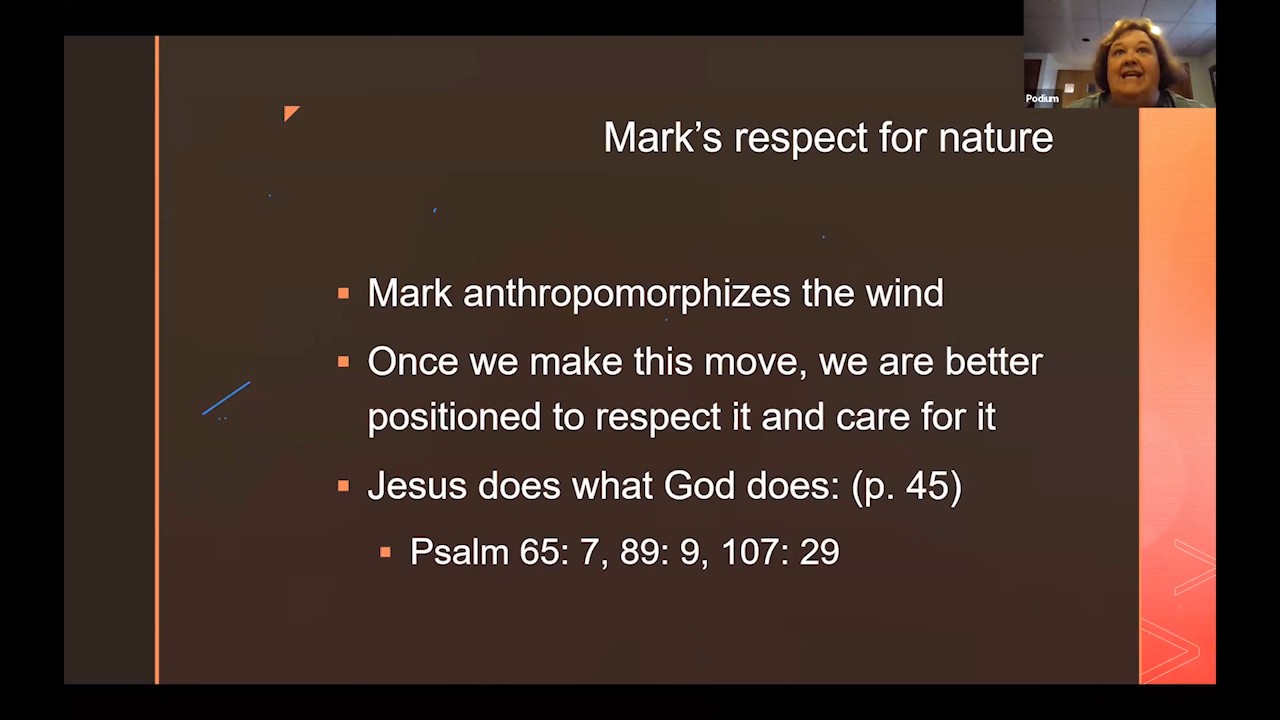 Podium
Mark’s respect for nature
Mark anthropomorphizes the wind
Once we make this move, we are better
positioned to respect it and care for it
Jesus does what God does: (p. 45)
Psalm 65: 7, 89: 9, 107: 29